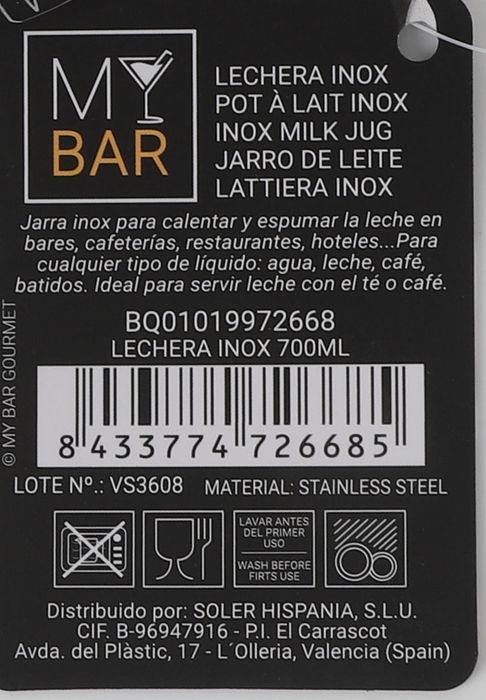 MY
BAR
LECHERA INOX
POT À LAIT INOX
INOX MILK JUG
JARRO DE LEITE
LATTIERA INOX
Jarra inox para calentar y espumar la leche en
bares, cafeterías, restaurantes, hoteles...Para
cualquier tipo de líquido: agua, leche, café,
batidos. Ideal para servir leche con el té o café.
© MY BAR GOURMET
BQ01019972668
LECHERA INOX 700ML
8 433774 726685
LOTE Nº.: VS3608 MATERIAL: STAINLESS STEEL
LAVAR ANTES
DEL PRIMER
USO
WASH BEFORE
FIRTS USE
Distribuido por: SOLER HISPANIA, S.L.U.
CIF. B-96947916 - P.I. El Carrascot
Avda. del Plàstic, 17 - L´Olleria, Valencia (Spain)